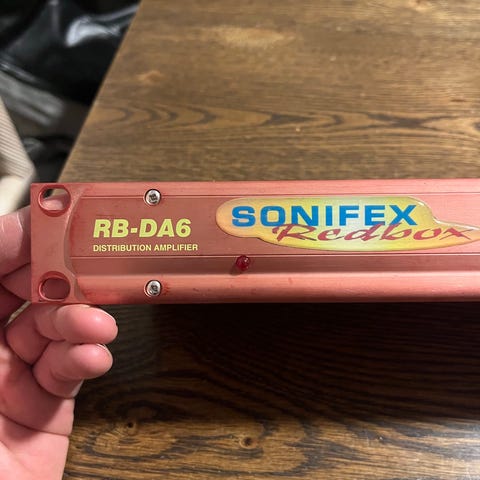 RB-DA6
DISTRIBUTION AMPLIFIER
SONIFEX
Redbox